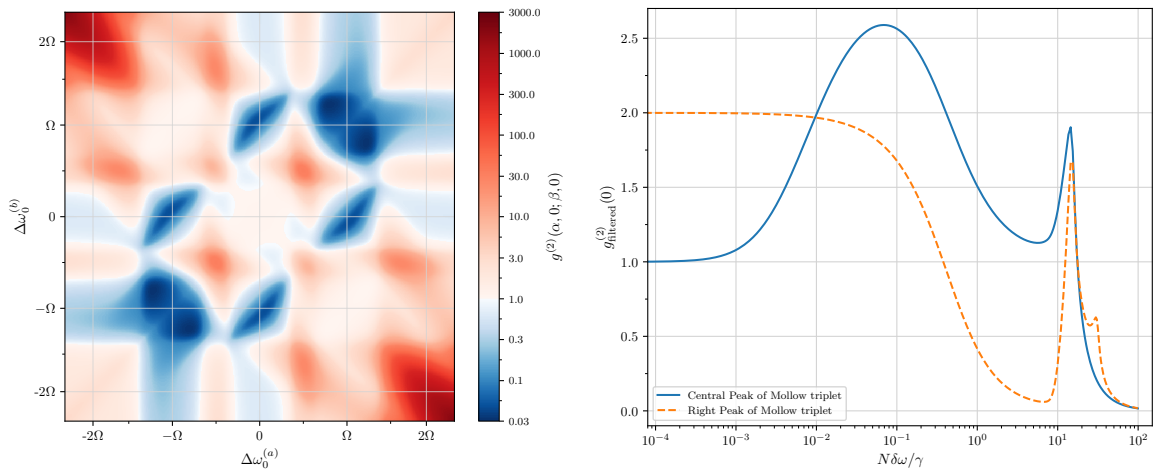 2Ω
Ω
0
−Ω
-2Ω
Δω₀⁽ᵇ⁾
-2Ω
−Ω
0
Ω
2Ω
Δω₀⁽ᵃ⁾
3000.0
1000.0
300.0
100.0
30.0
10.0
3.0
1.0
0.3
0.1
0.03
g⁽²⁾(α, 0; β, 0)
2.5
2.0
1.5
1.0
0.5
0.0
g⁽²⁾filtered(0)
Central Peak of Mollow triplet
Right Peak of Mollow triplet
10⁻⁴
10⁻³
10⁻²
10⁻¹
10⁰
10¹
10²
Nδω/γ